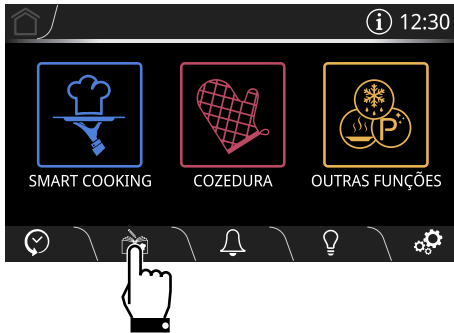 12:30
SMART COOKING
COZEDURA
OUTRAS FUNÇÕES
P